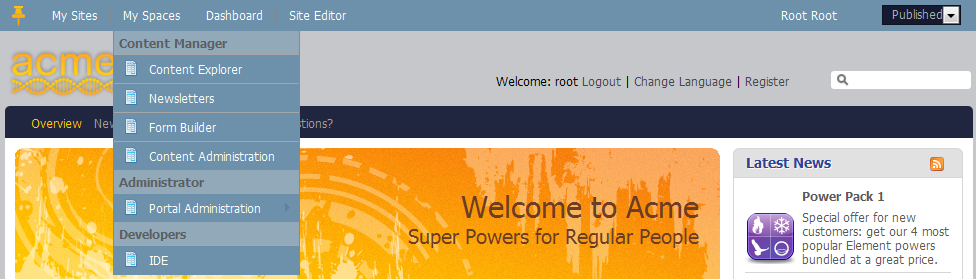 My Sites My Spaces Dashboard Site Editor Root Root Published
Content Manager
Content Explorer
Newsletters
Form Builder
Content Administration
Administrator
Portal Administration
Developers
IDE
acme
Welcome: root Logout | Change Language | Register
Overview
Welcome to Acme
Super Powers for Regular People
Latest News
Power Pack 1
Special offer for new
customers: get our 4 most
popular Element powers
bundled at a great price.